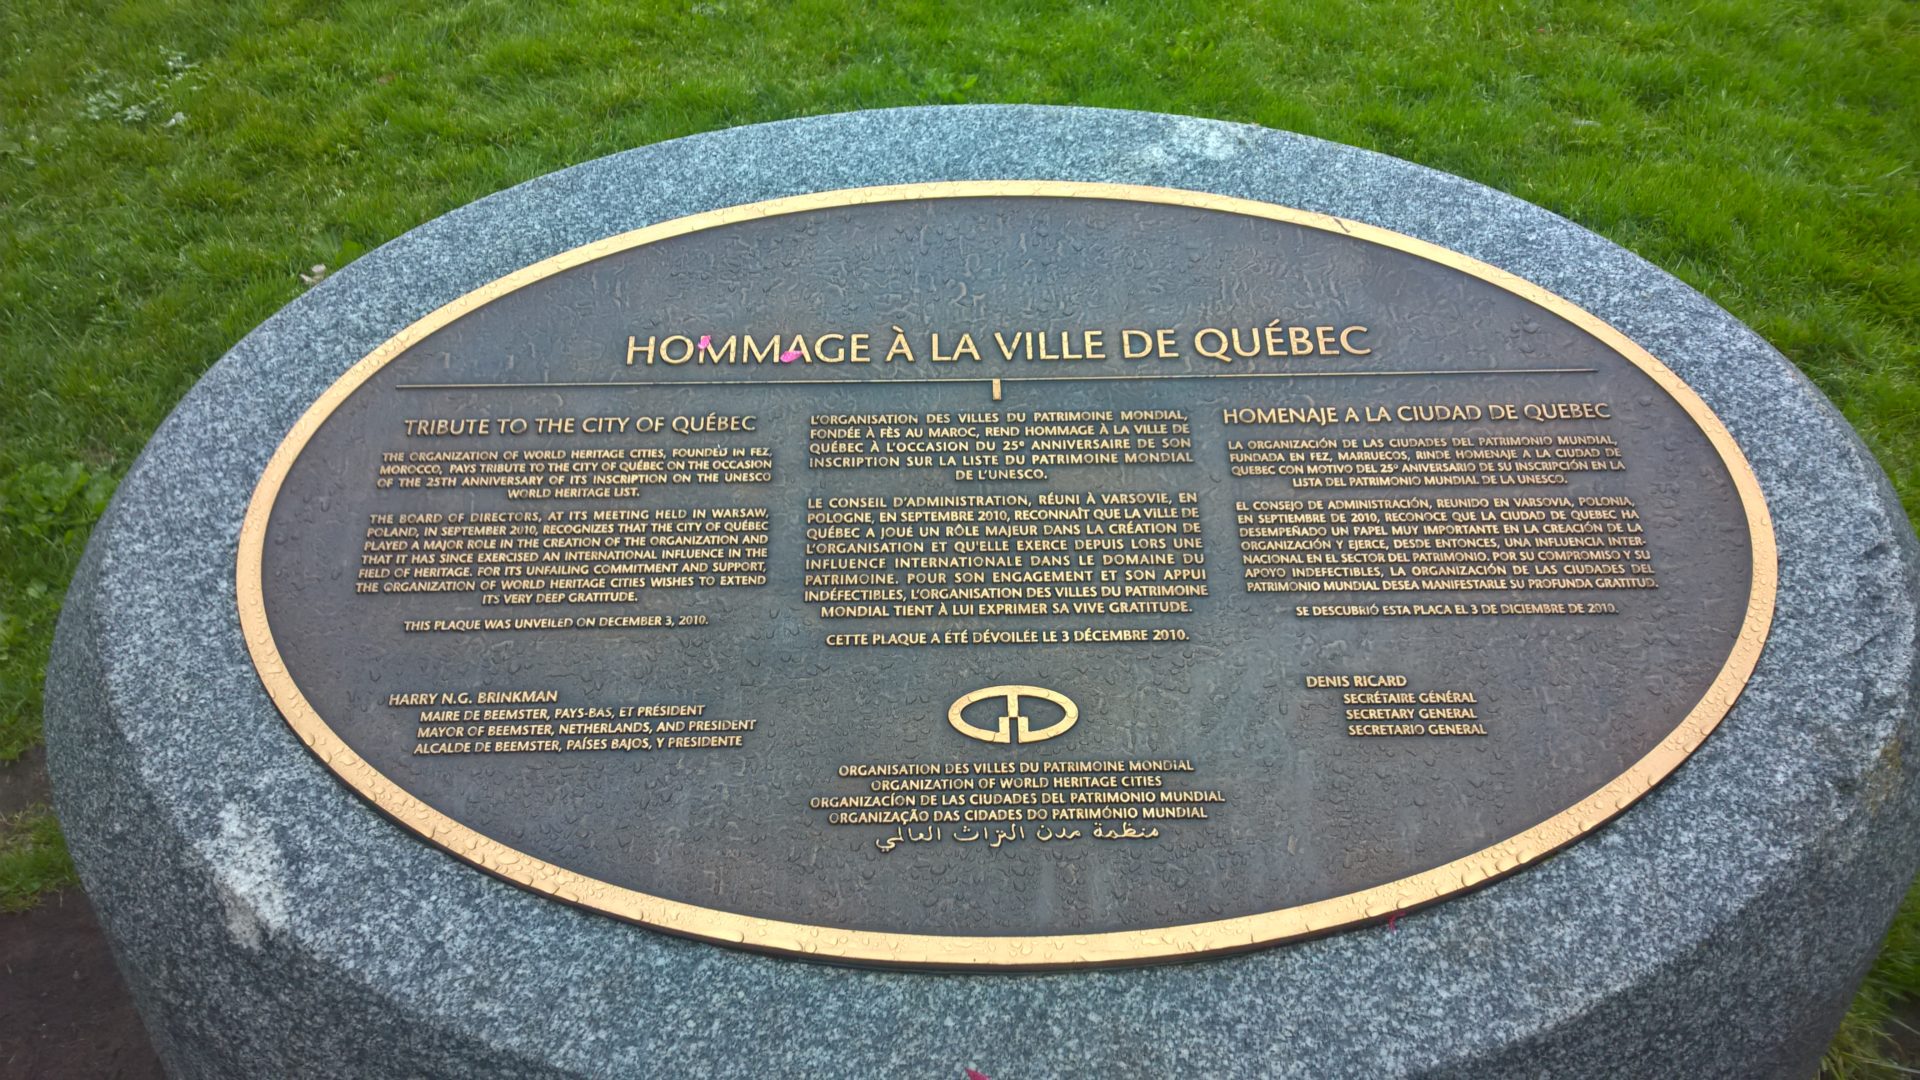 HOMMAGE À LA VILLE DE QUÉBEC
TRIBUTE TO THE CITY OF QUÉBEC
THE ORGANIZATION OF WORLD HERITAGE CITIES, FOUNDED IN FEZ,
MOROCCO, PAYS TRIBUTE TO THE CITY OF QUÉBEC ON THE OCCASION
OF THE 25TH ANNIVERSARY OF ITS INSCRIPTION ON THE UNESCO
WORLD HERITAGE LIST.
THE BOARD OF DIRECTORS, AT ITS MEETING HELD IN WARSAW,
POLAND, IN SEPTEMBER 2010, RECOGNIZES THAT THE CITY OF QUÉBEC
PLAYED A MAJOR ROLE IN THE CREATION OF THE ORGANIZATION AND
THAT IT HAS SINCE EXERCISED AN INTERNATIONAL INFLUENCE IN THE
FIELD OF HERITAGE. FOR ITS UNFAILING COMMITMENT AND SUPPORT,
THE ORGANIZATION OF WORLD HERITAGE CITIES WISHES TO EXTEND
ITS VERY DEEP GRATITUDE.
THIS PLAQUE WAS UNVEILED ON DECEMBER 3, 2010.
L'ORGANISATION DES VILLES DU PATRIMOINE MONDIAL,
FONDÉE À FÈS AU MAROC, REND HOMMAGE À LA VILLE DE
QUÉBEC À L'OCCASION DU 25e ANNIVERSAIRE DE SON
INSCRIPTION SUR LA LISTE DU PATRIMOINE MONDIAL
DE L'UNESCO.
LE CONSEIL D'ADMINISTRATION, RÉUNI À VARSOVIE, EN
POLOGNE, EN SEPTEMBRE 2010, RECONNAÎT QUE LA VILLE DE
QUÉBEC A JOUÉ UN RÔLE MAJEUR DANS LA CRÉATION DE
L'ORGANISATION ET QU'ELLE EXERCE DEPUIS LORS UNE
INFLUENCE INTERNATIONALE DANS LE DOMAINE DU
PATRIMOINE. POUR SON ENGAGEMENT ET SON APPUI
INDÉFECTIBLES, L'ORGANISATION DES VILLES DU PATRIMOINE
MONDIAL TIENT À LUI EXPRIMER SA VIVE GRATITUDE.
CETTE PLAQUE A ÉTÉ DÉVOILÉE LE 3 DÉCEMBRE 2010.
HOMENAJE A LA CIUDAD DE QUEBEC
LA ORGANIZACIÓN DE LAS CIUDADES DEL PATRIMONIO MUNDIAL,
FUNDADA EN FEZ, MARRUECOS, RINDE HOMENAJE A LA CIUDAD DE
QUEBEC CON MOTIVO DEL 25º ANIVERSARIO DE SU INSCRIPCIÓN EN LA
LISTA DEL PATRIMONIO MUNDIAL DE LA UNESCO.
EL CONSEJO DE ADMINISTRACIÓN, REUNIDO EN VARSOVIA, POLONIA,
EN SEPTIEMBRE DE 2010, RECONOCE QUE LA CIUDAD DE QUEBEC HA
DESEMPEÑADO UN PAPEL MUY IMPORTANTE EN LA CREACIÓN DE LA
ORGANIZACIÓN Y EJERCE, DESDE ENTONCES, UNA INFLUENCIA INTER-
NACIONAL EN EL SECTOR DEL PATRIMONIO. POR SU COMPROMISO Y SU
APOYO INDEFECTIBLES, LA ORGANIZACIÓN DE LAS CIUDADES DEL
PATRIMONIO MUNDIAL DESEA MANIFESTARLE SU PROFUNDA GRATITUD.
SE DESCUBRIÓ ESTA PLACA EL 3 DE DICIEMBRE DE 2010.
HARRY N.G. BRINKMAN
MAIRE DE BEEMSTER, PAYS-BAS, ET PRÉSIDENT
MAYOR OF BEEMSTER, NETHERLANDS, AND PRESIDENT
ALCALDE DE BEEMSTER, PAÍSES BAJOS, Y PRESIDENTE
DENIS RICARD
SECRÉTAIRE GÉNÉRAL
SECRETARY GENERAL
SECRETARIO GENERAL
ORGANISATION DES VILLES DU PATRIMOINE MONDIAL
ORGANIZATION OF WORLD HERITAGE CITIES
ORGANIZACÍON DE LAS CIUDADES DEL PATRIMONIO MUNDIAL
ORGANIZAÇÃO DAS CIDADES DO PATRIMÓNIO MUNDIAL
منظمة مدن التراث العالمي